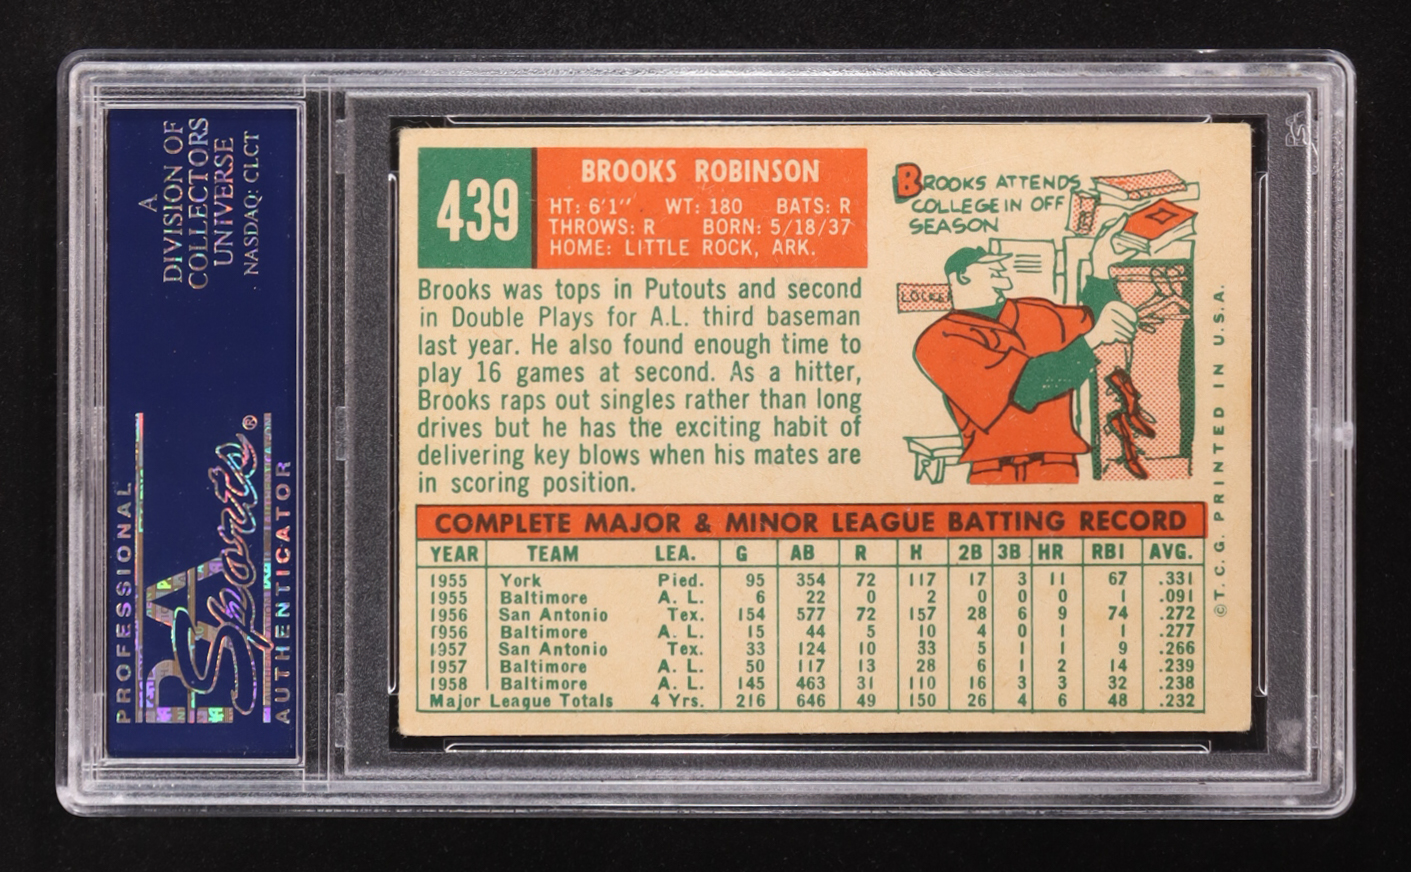 A
DIVISION OF
COLLECTORS
UNIVERSE
NASDAQ: CLCT
PROFESSIONAL
PSA
Sports®
AUTHENTICATOR
439
BROOKS ROBINSON
HT: 6'1" WT: 180 BATS: R
THROWS: R BORN: 5/18/37
HOME: LITTLE ROCK, ARK.
BROOKS ATTENDS
COLLEGE IN OFF
SEASON
LOCKE
Brooks was tops in Putouts and second
in Double Plays for A.L. third baseman
last year. He also found enough time to
play 16 games at second. As a hitter,
Brooks raps out singles rather than long
drives but he has the exciting habit of
delivering key blows when his mates are
in scoring position.
COMPLETE MAJOR & MINOR LEAGUE BATTING RECORD
YEAR TEAM LEA. G AB R H 2B 3B HR RBI AVG.
1955 York Pied. 95 354 72 117 17 3 11 67 .331
1955 Baltimore A. L. 6 22 0 2 0 0 0 1 .091
1956 San Antonio Tex. 154 577 72 157 28 6 9 74 .272
1956 Baltimore A. L. 15 44 5 10 4 0 1 1 .277
1957 San Antonio Tex. 33 124 10 33 5 1 1 9 .266
1957 Baltimore A. L. 50 117 13 28 6 1 2 14 .239
1958 Baltimore A. L. 145 463 31 110 16 3 3 32 .238
Major League Totals 4 Yrs. 216 646 49 150 26 4 6 48 .232
© T. C. G. PRINTED IN U.S.A.